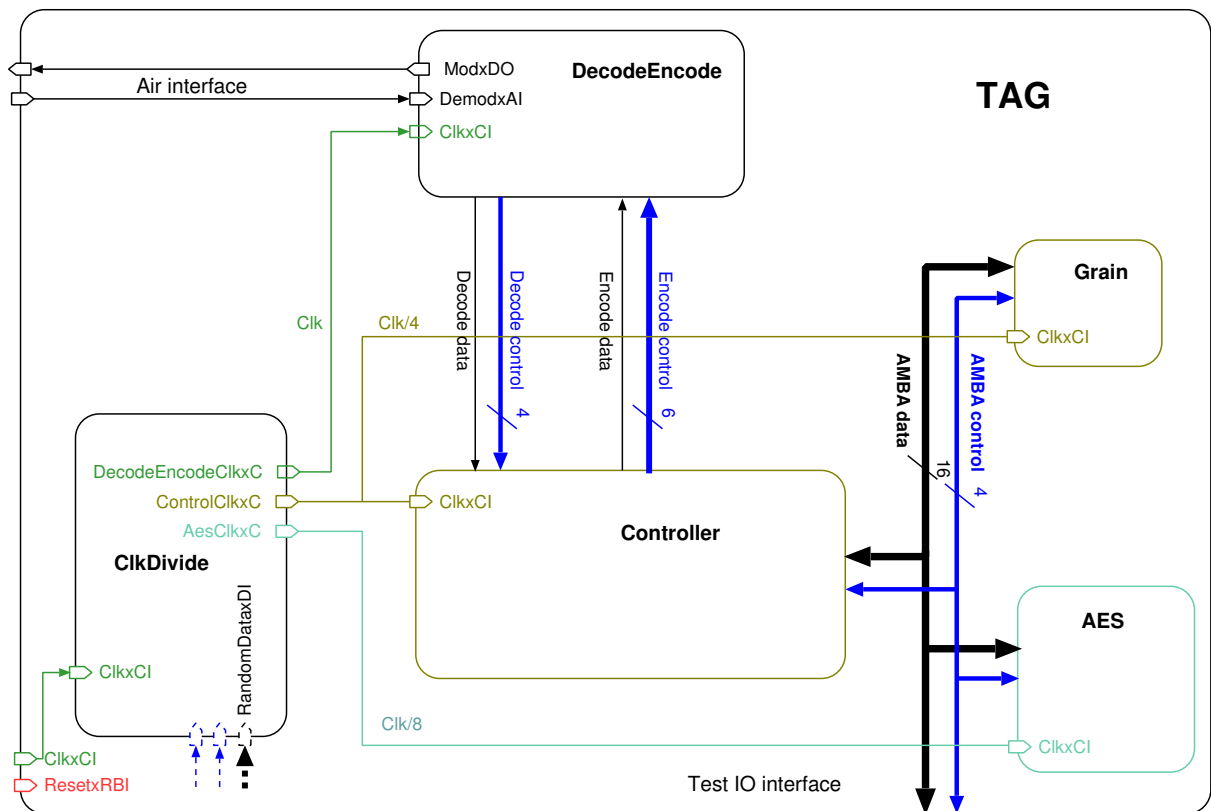 ModxDO
DecodeEncode
Air interface
DemodxAI
TAG
ClkxCI
Decode data
Decode control
Encode data
Encode control
4
6
Grain
Clk
Clk/4
ClkxCI
AMBA data
AMBA control
16
4
DecodeEncodeClkxC
ControlClkxC
ClkxCI
AesClkxC
Controller
ClkDivide
RandomDataxDI
AES
ClkxCI
Clk/8
ClkxCI
ClkxCI
ResetxRBI
Test IO interface